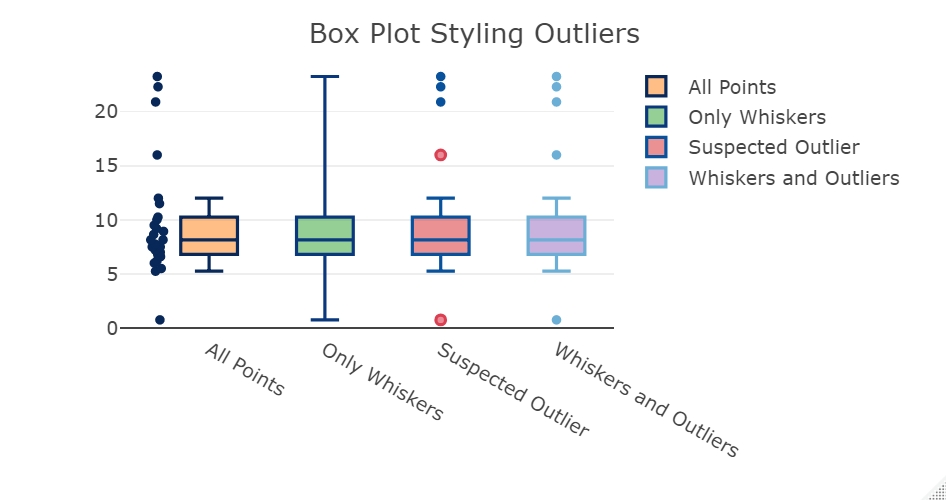 Box Plot Styling Outliers
20
15
10
5
0
All Points
Only Whiskers
Suspected Outlier
Whiskers and Outliers
All Points
Only Whiskers
Suspected Outlier
Whiskers and Outliers